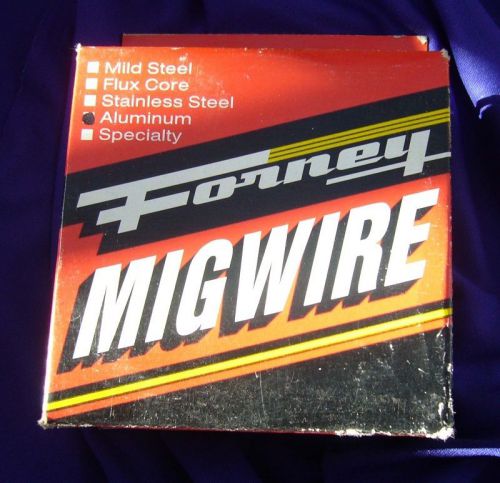 Mild Steel
Flux Core
Stainless Steel
Aluminum
Specialty
Forney
MIGWIRE